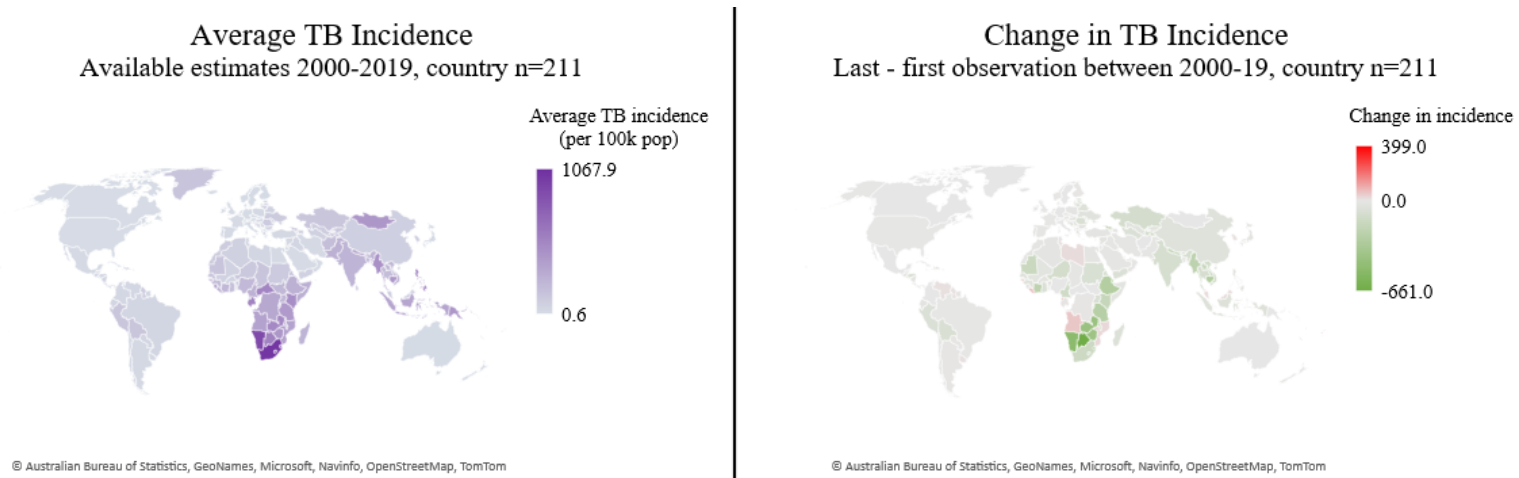 Average TB Incidence
Available estimates 2000-2019, country n=211
Average TB incidence
(per 100k pop)
1067.9
0.6
© Australian Bureau of Statistics, GeoNames, Microsoft, Navinfo, OpenStreetMap, TomTom
Change in TB Incidence
Last - first observation between 2000-19, country n=211
Change in incidence
399.0
0.0
-661.0
© Australian Bureau of Statistics, GeoNames, Microsoft, Navinfo, OpenStreetMap, TomTom